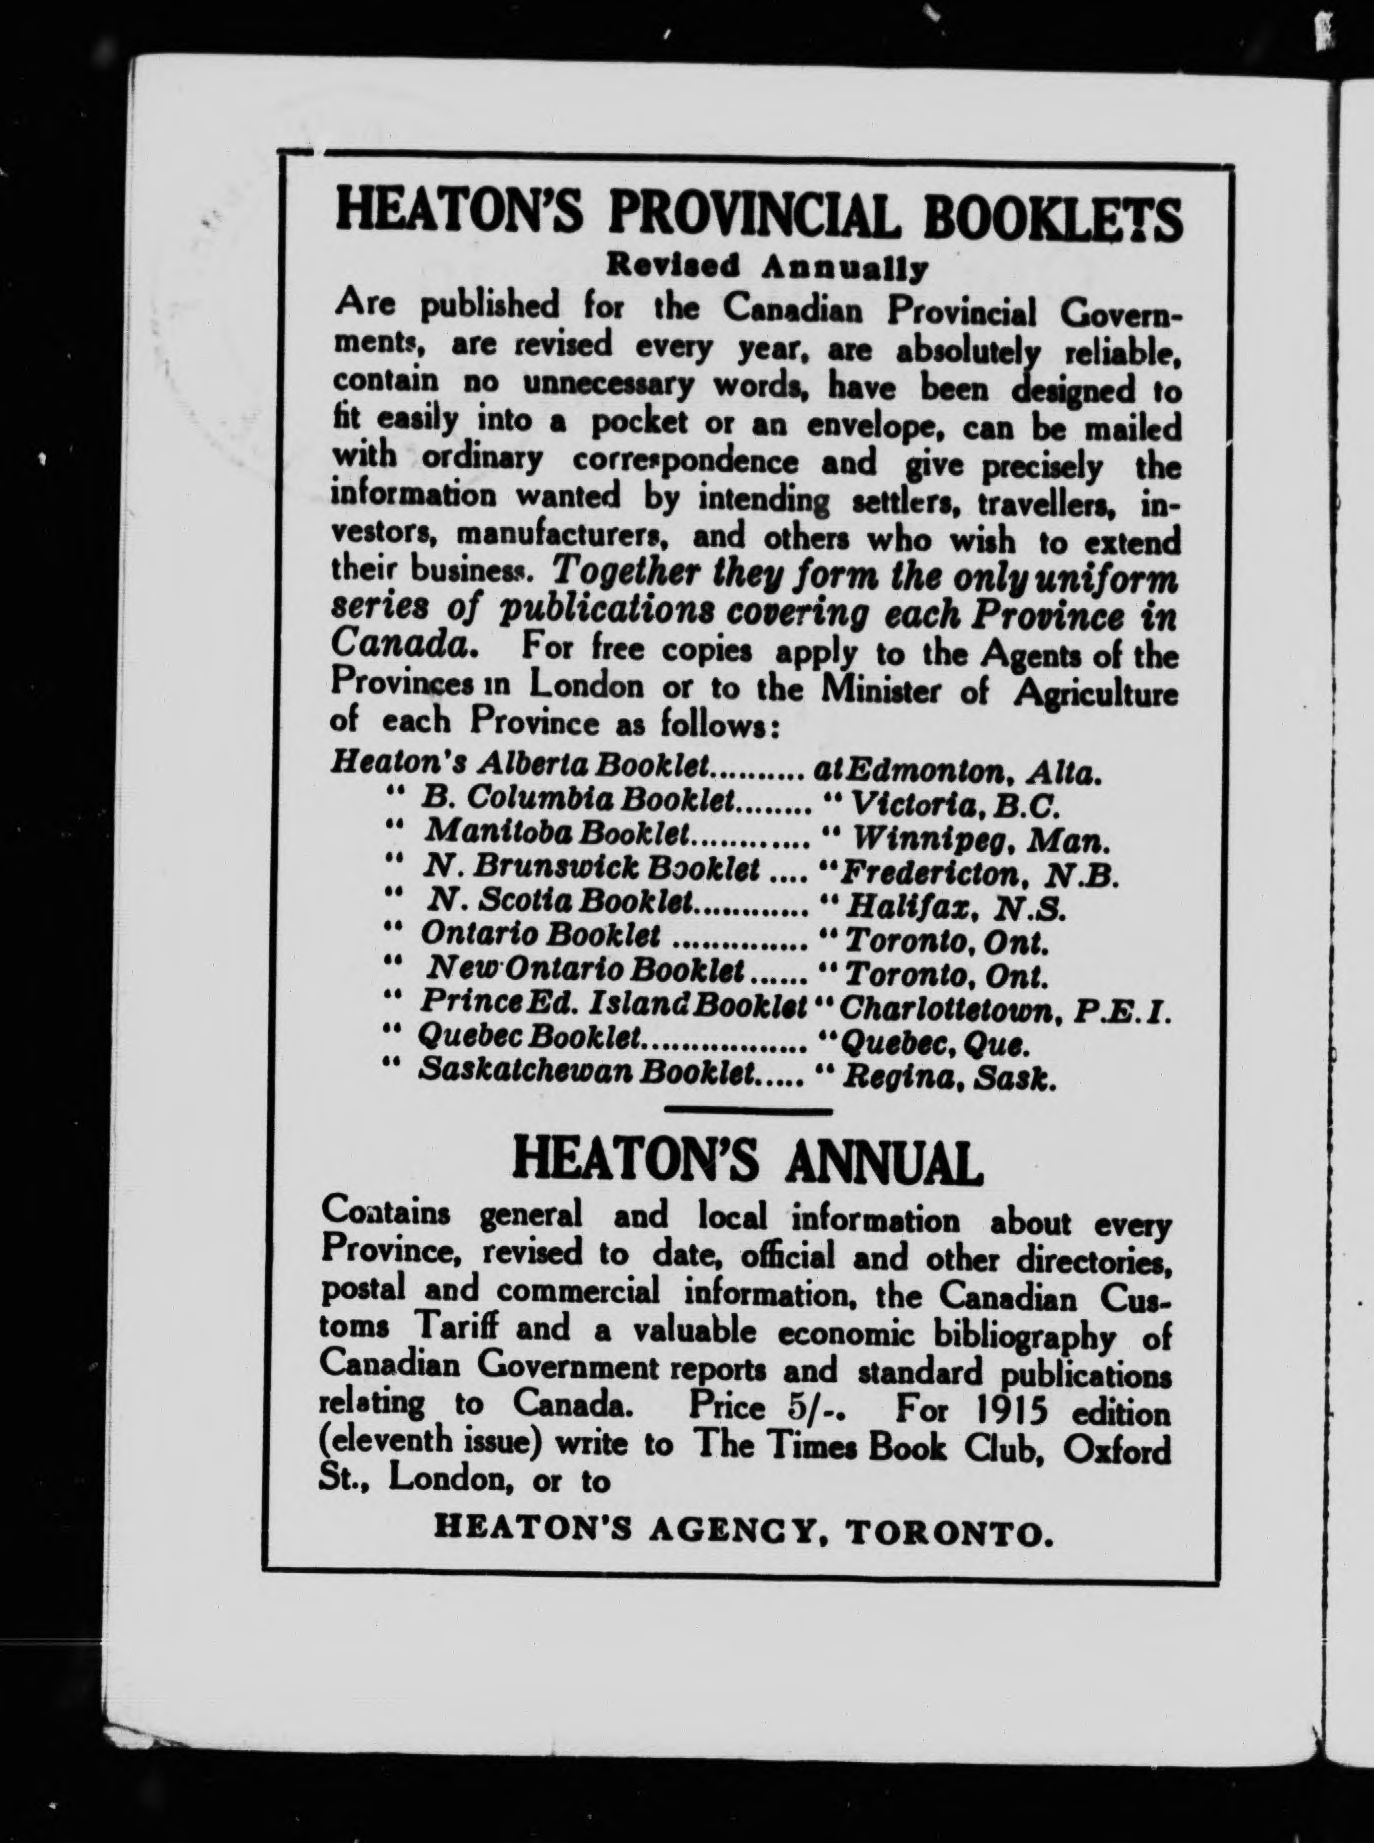 HEATON'S PROVINCIAL BOOKLETS
Revised Annually
Are published for the Canadian Provincial Govern-
ments, are revised every year, are absolutely reliable,
contain no unnecessary words, have been designed to
fit easily into a pocket or an envelope, can be mailed
with ordinary correspondence and give precisely the
information wanted by intending settlers, travellers, in-
vestors, manufacturers, and others who wish to extend
their business. Together they form the only uniform
series of publications covering each Province in
Canada. For free copies apply to the Agents of the
Provinces in London or to the Minister of Agriculture
of each Province as follows:
Heaton's Alberta Booklet.......... at Edmonton, Alta.
" B. Columbia Booklet........ " Victoria, B.C.
" Manitoba Booklet............. " Winnipeg, Man.
" N. Brunswick Booklet .... " Fredericton, N.B.
" N. Scotia Booklet............. " Halifax, N.S.
" Ontario Booklet .............. " Toronto, Ont.
" New Ontario Booklet...... " Toronto, Ont.
" Prince Ed. Island Booklet " Charlottetown, P.E.I.
" Quebec Booklet................. " Quebec, Que.
" Saskatchewan Booklet..... " Regina, Sask.
HEATON'S ANNUAL
Contains general and local information about every
Province, revised to date, official and other directories,
postal and commercial information, the Canadian Cus-
toms Tariff and a valuable economic bibliography of
Canadian Government reports and standard publications
relating to Canada. Price 5/-. For 1915 edition
(eleventh issue) write to The Times Book Club, Oxford
St., London, or to
HEATON'S AGENCY, TORONTO.